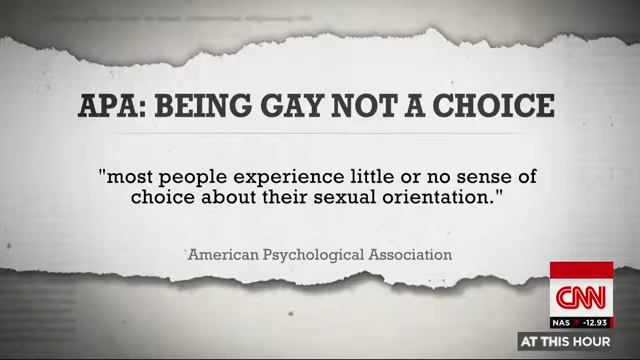 APA: BEING GAY NOT A CHOICE
"most people experience little or no sense of
choice about their sexual orientation."
American Psychological Association
CNN
NAS -12.93
AT THIS HOUR